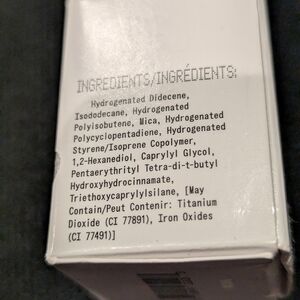 INGREDIENTS/INGRÉDIENTS:
Hydrogenated Didecene,
Isododecane, Hydrogenated
Polyisobutene, Mica, Hydrogenated
Polycyclopentadiene, Hydrogenated
Styrene/Isoprene Copolymer,
1,2-Hexanediol, Caprylyl Glycol,
Pentaerythrityl Tetra-di-t-butyl
Hydroxyhydrocinnamate,
Triethoxycaprylylsilane, [May
Contain/Peut Contenir: Titanium
Dioxide (CI 77891), Iron Oxides
(CI 77491)]